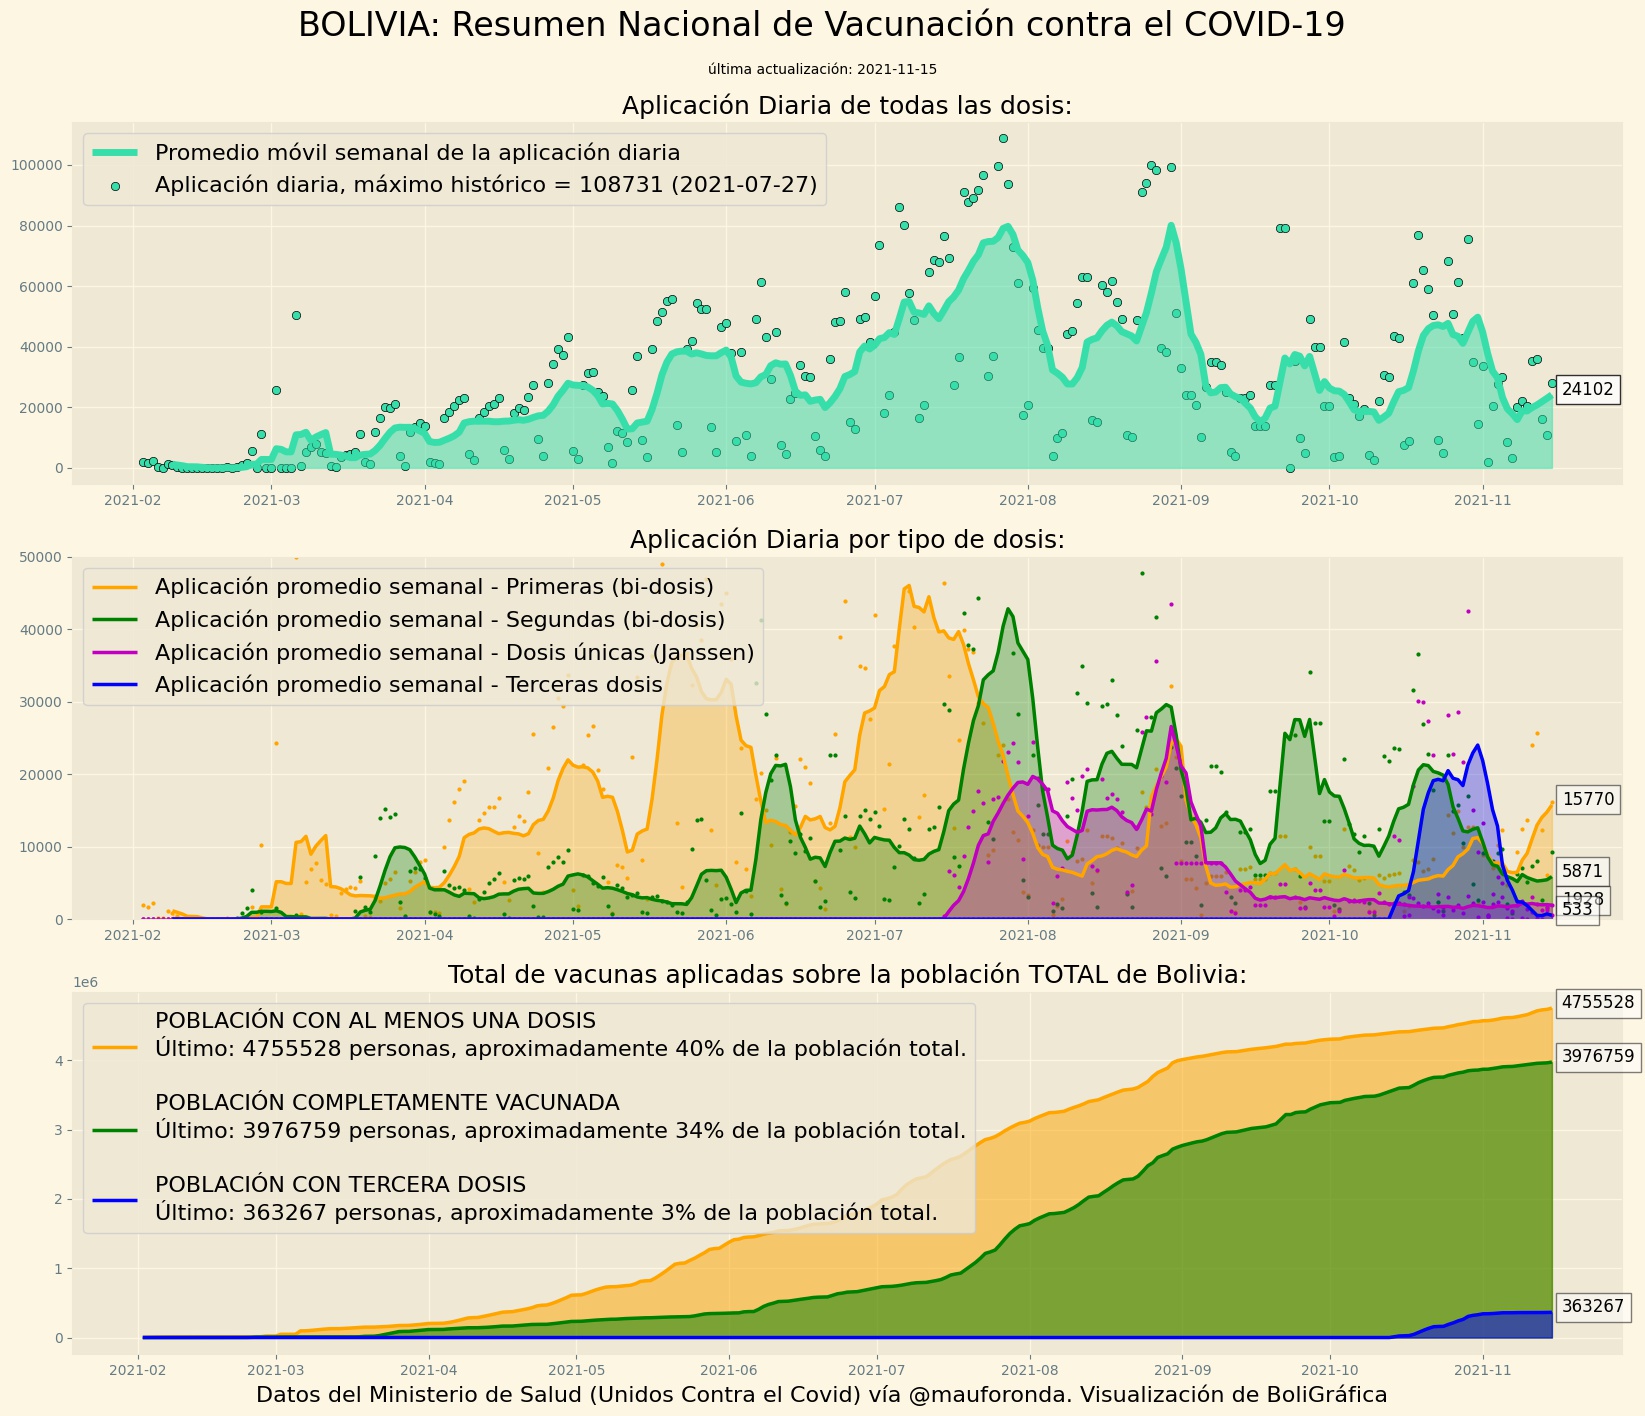 BOLIVIA: Resumen Nacional de Vacunación contra el COVID-19
última actualización: 2021-11-15
Aplicación Diaria de todas las dosis:
Promedio móvil semanal de la aplicación diaria
Aplicación diaria, máximo histórico = 108731 (2021-07-27)
100000
80000
60000
40000
20000
0
24102
2021-02 2021-03 2021-04 2021-05 2021-06 2021-07 2021-08 2021-09 2021-10 2021-11
Aplicación Diaria por tipo de dosis:
Aplicación promedio semanal - Primeras (bi-dosis)
Aplicación promedio semanal - Segundas (bi-dosis)
Aplicación promedio semanal - Dosis únicas (Janssen)
Aplicación promedio semanal - Terceras dosis
50000
40000
30000
20000
10000
0
15770
5871
1928
533
2021-02 2021-03 2021-04 2021-05 2021-06 2021-07 2021-08 2021-09 2021-10 2021-11
Total de vacunas aplicadas sobre la población TOTAL de Bolivia:
1e6
POBLACIÓN CON AL MENOS UNA DOSIS
Último: 4755528 personas, aproximadamente 40% de la población total.
POBLACIÓN COMPLETAMENTE VACUNADA
Último: 3976759 personas, aproximadamente 34% de la población total.
POBLACIÓN CON TERCERA DOSIS
Último: 363267 personas, aproximadamente 3% de la población total.
4
3
2
1
0
4755528
3976759
363267
2021-02 2021-03 2021-04 2021-05 2021-06 2021-07 2021-08 2021-09 2021-10 2021-11
Datos del Ministerio de Salud (Unidos Contra el Covid) vía @mauforonda. Visualización de BoliGráfica